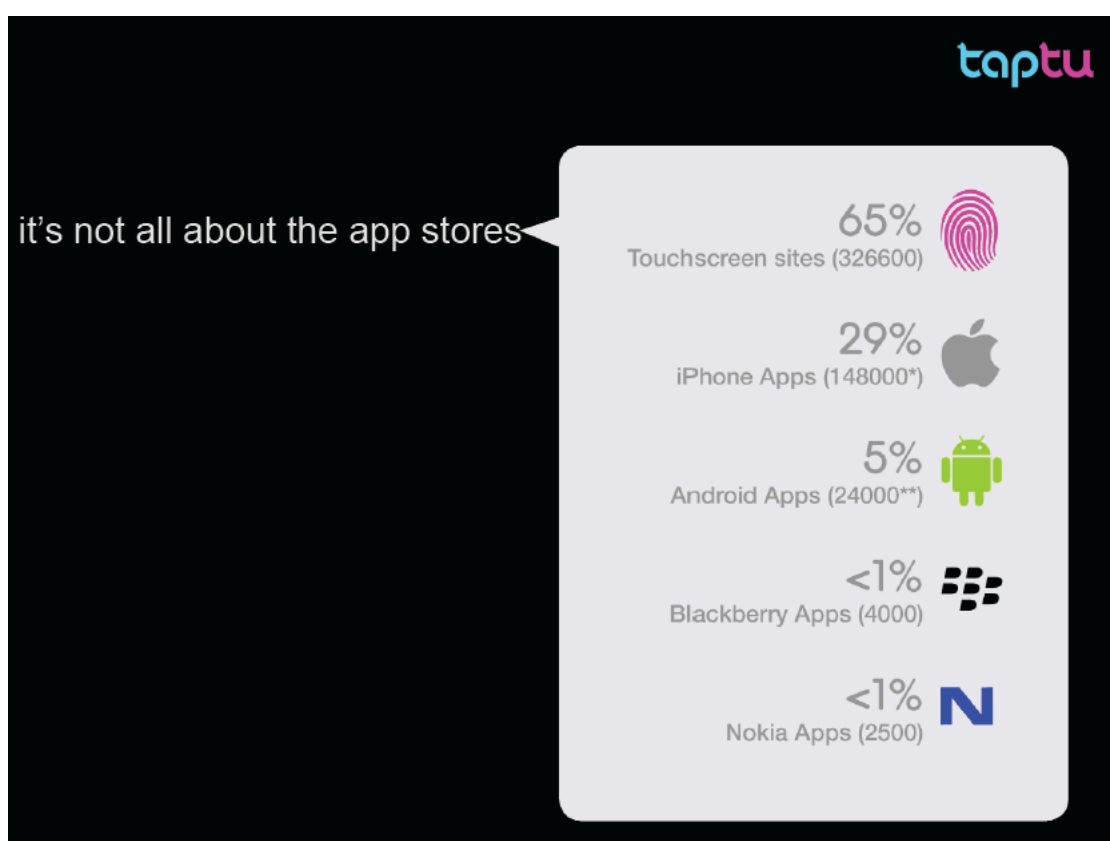 taptu
it's not all about the app stores
65%
Touchscreen sites (326600)
29%
iPhone Apps (148000*)
5%
Android Apps (24000**)
<1%
Blackberry Apps (4000)
<1%
Nokia Apps (2500)
N